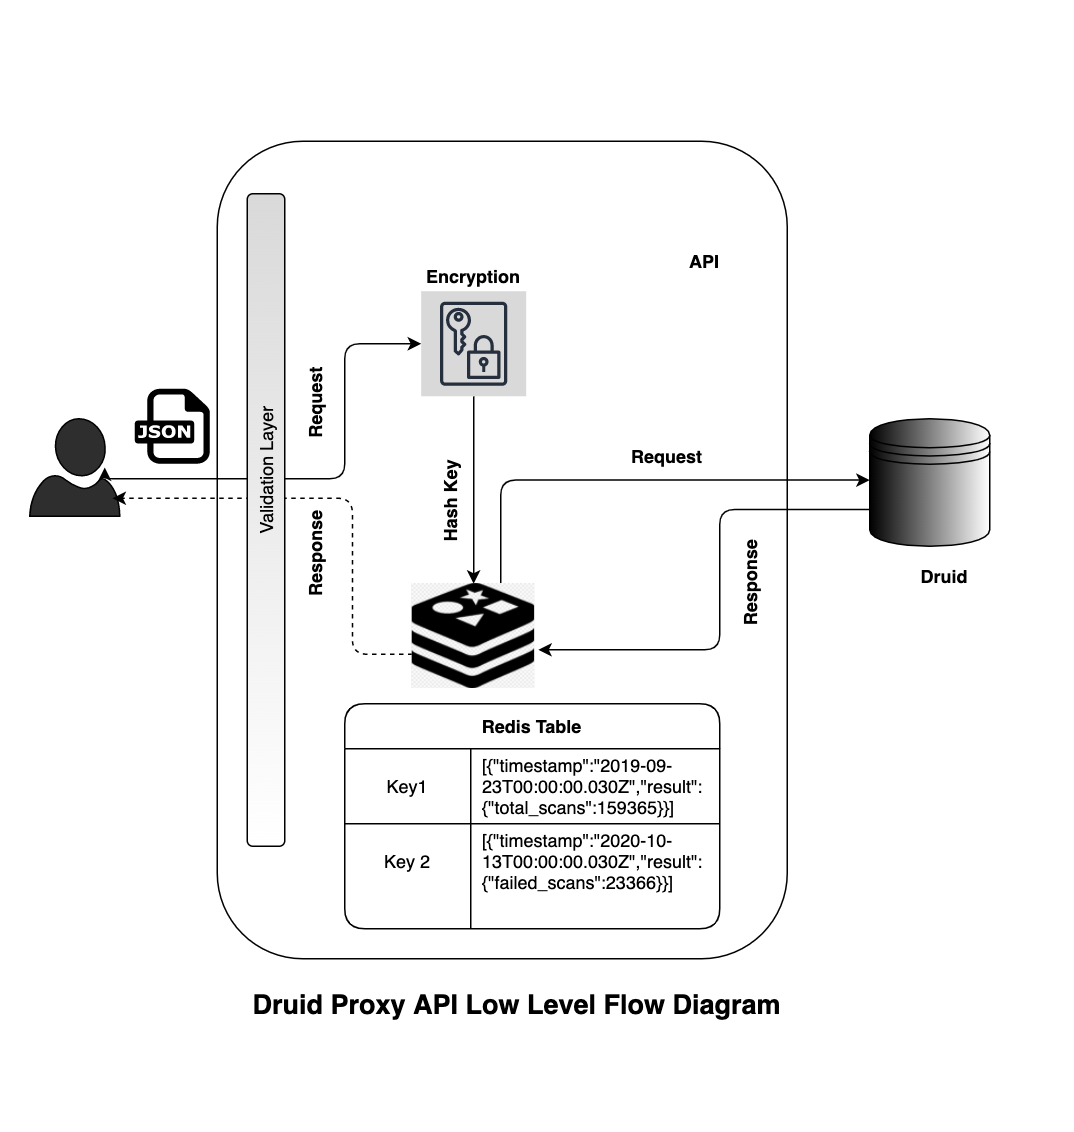 API
Encryption
Request
JSON
Validation Layer
Hash Key
Request
Response
Response
Druid
Redis Table
Key1
[{"timestamp":"2019-09-
23T00:00:00.030Z","result":
{"total_scans":159365}}]
Key 2
[{"timestamp":"2020-10-
13T00:00:00.030Z","result":
{"failed_scans":23366}}]
Druid Proxy API Low Level Flow Diagram